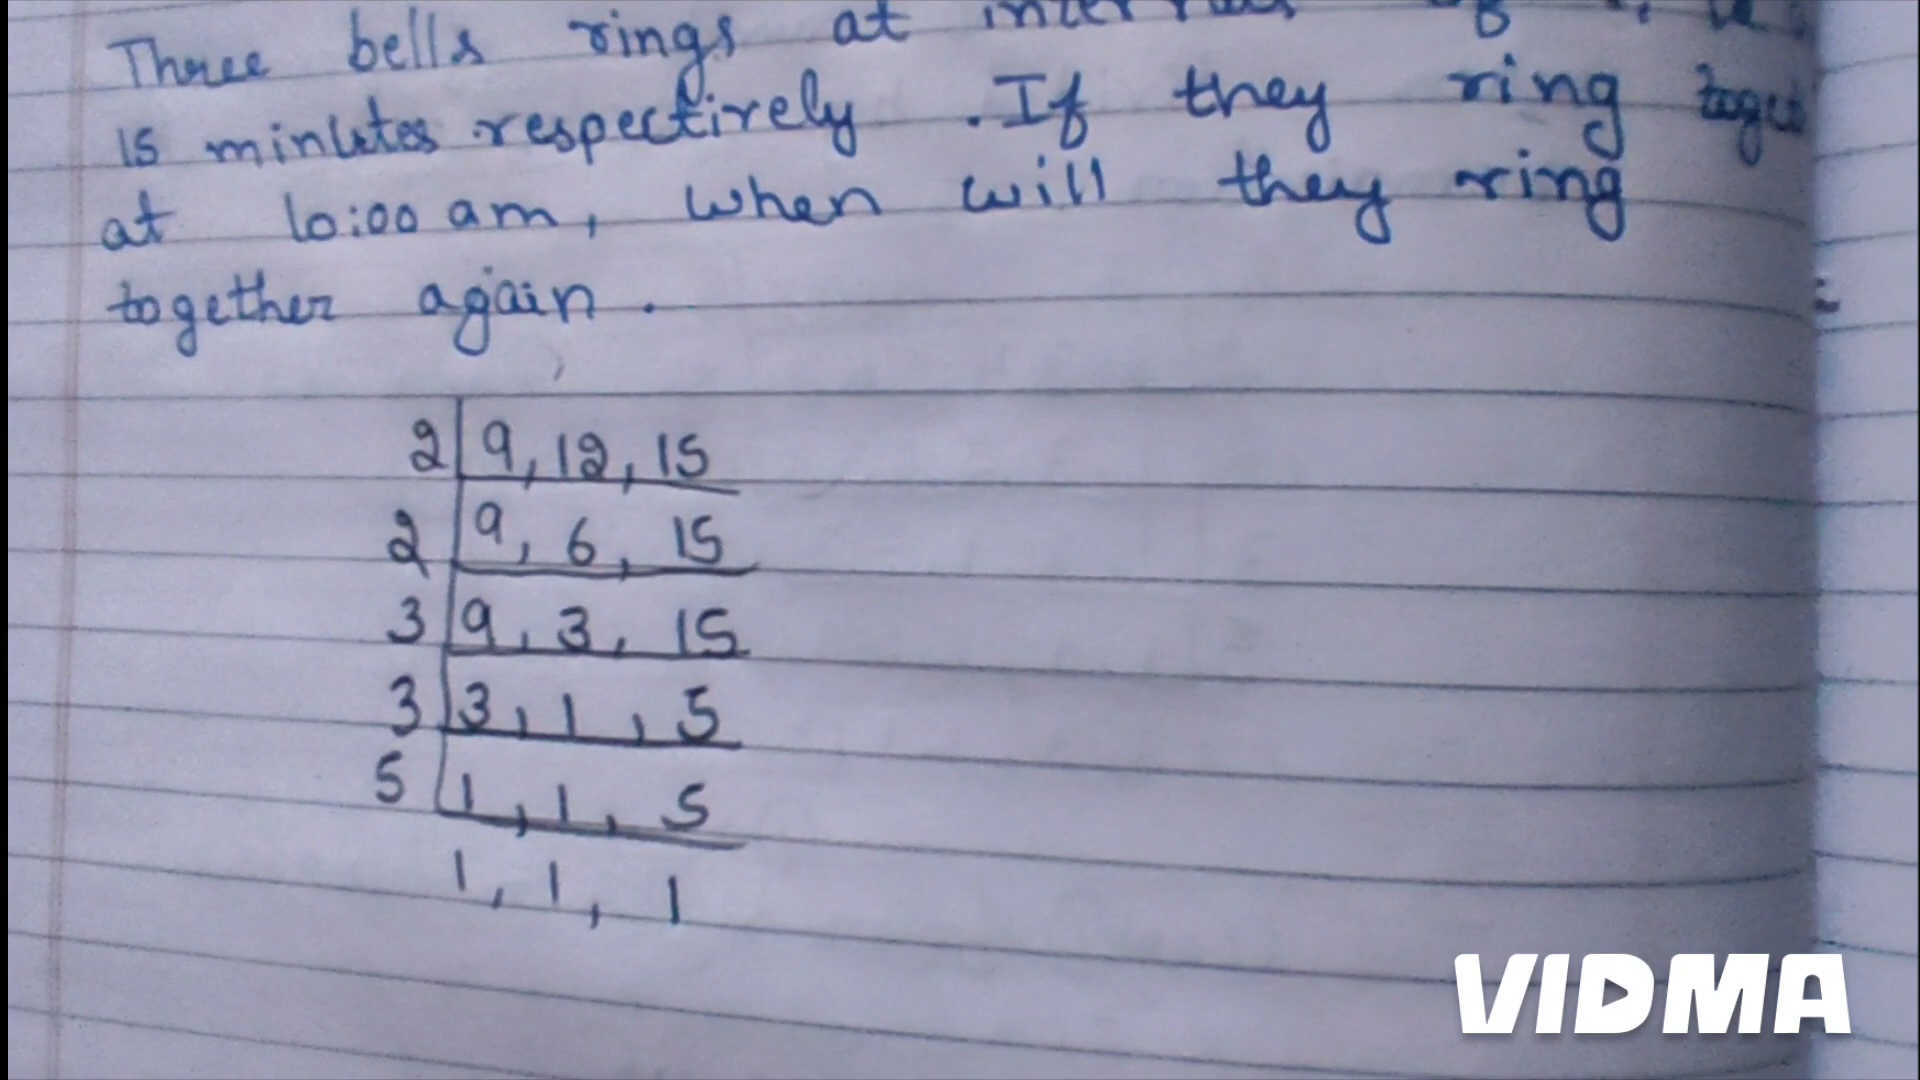 Three bells rings at
15 minutes respectively . If they ring
at 10:00 am, when will they ring
together again .
2 9, 12, 15
2 9, 6, 15
3 9, 3, 15
3 3, 1, 5
5 1, 1, 5
1, 1, 1
VIDMA